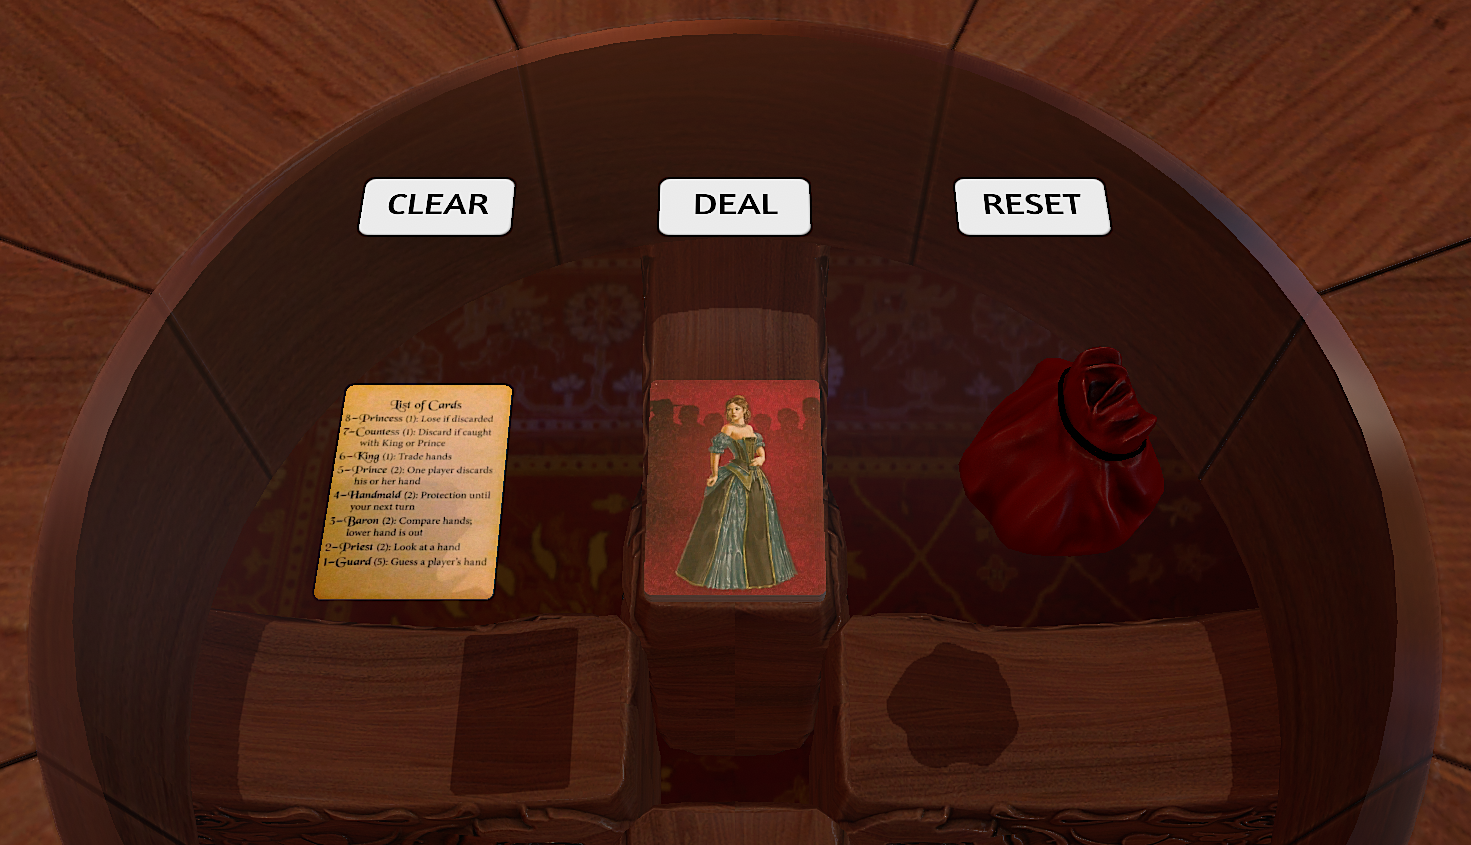 CLEAR
DEAL
RESET
List of Cards
8–Princess (1): Lose if discarded
7–Countess (1): Discard if caught
with King or Prince
6–King (1): Trade hands
5–Prince (2): One player discards
his or her hand
4–Handmaid (2): Protection until
your next turn
3–Baron (2): Compare hands;
lower hand is out
2–Priest (2): Look at a hand
1–Guard (5): Guess a player's hand